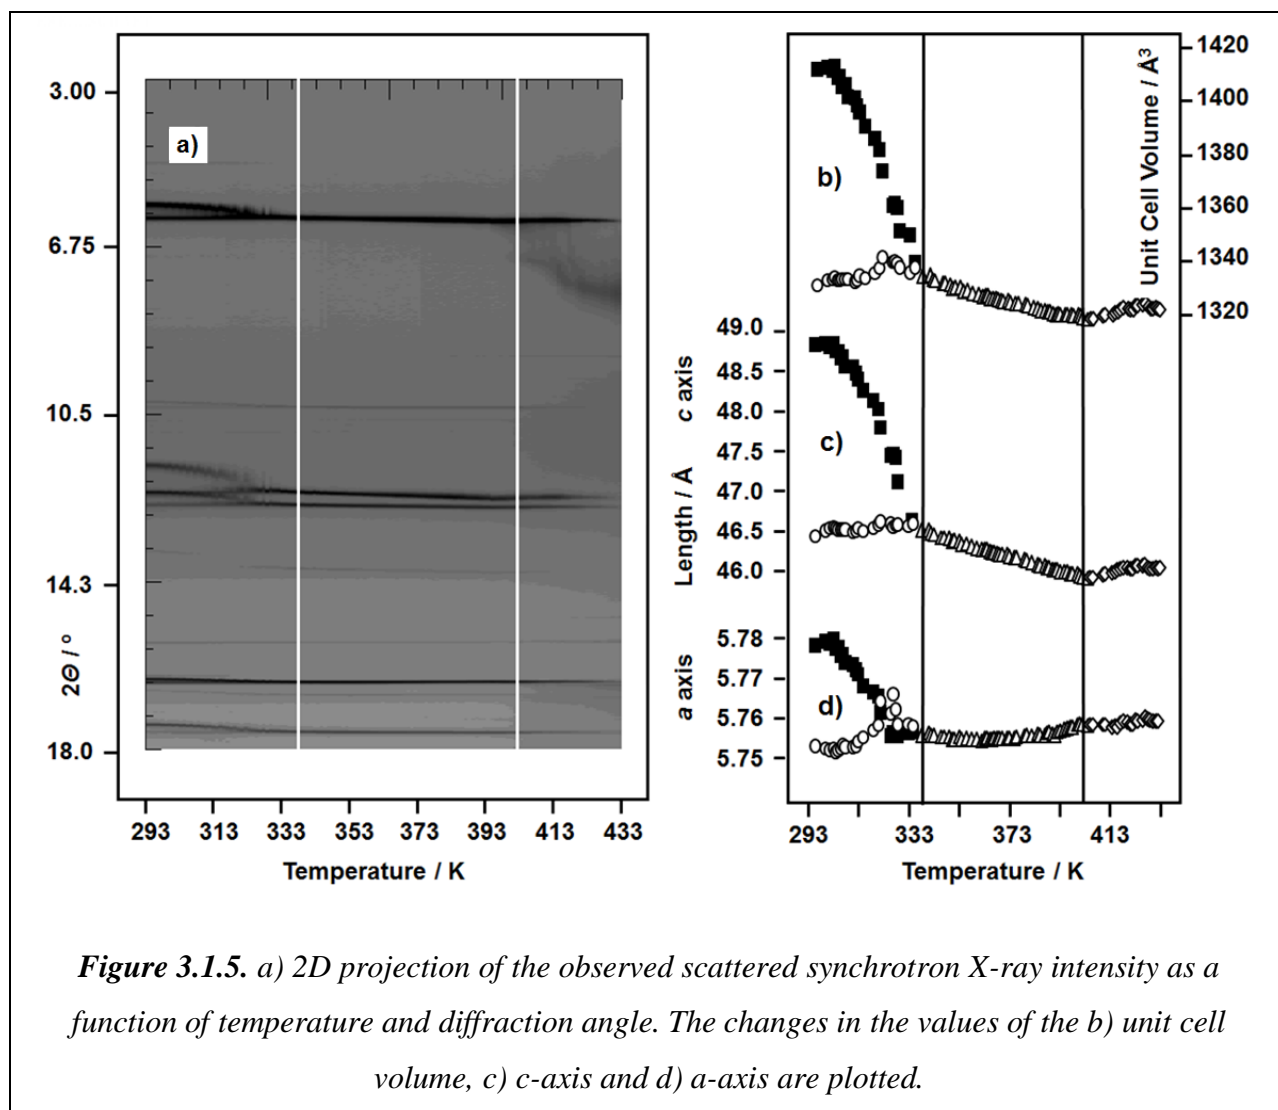 a)
3.00
6.75
10.5
14.3
18.0
2Θ / °
293 313 333 353 373 393 413 433
Temperature / K
b)
c)
d)
1420
1400
1380
1360
1340
1320
Unit Cell Volume / Å³
49.0
48.5
48.0
47.5
47.0
46.5
46.0
5.78
5.77
5.76
5.75
c axis
Length / Å
a axis
293 333 373 413
Temperature / K
Figure 3.1.5. a) 2D projection of the observed scattered synchrotron X-ray intensity as a
function of temperature and diffraction angle. The changes in the values of the b) unit cell
volume, c) c-axis and d) a-axis are plotted.